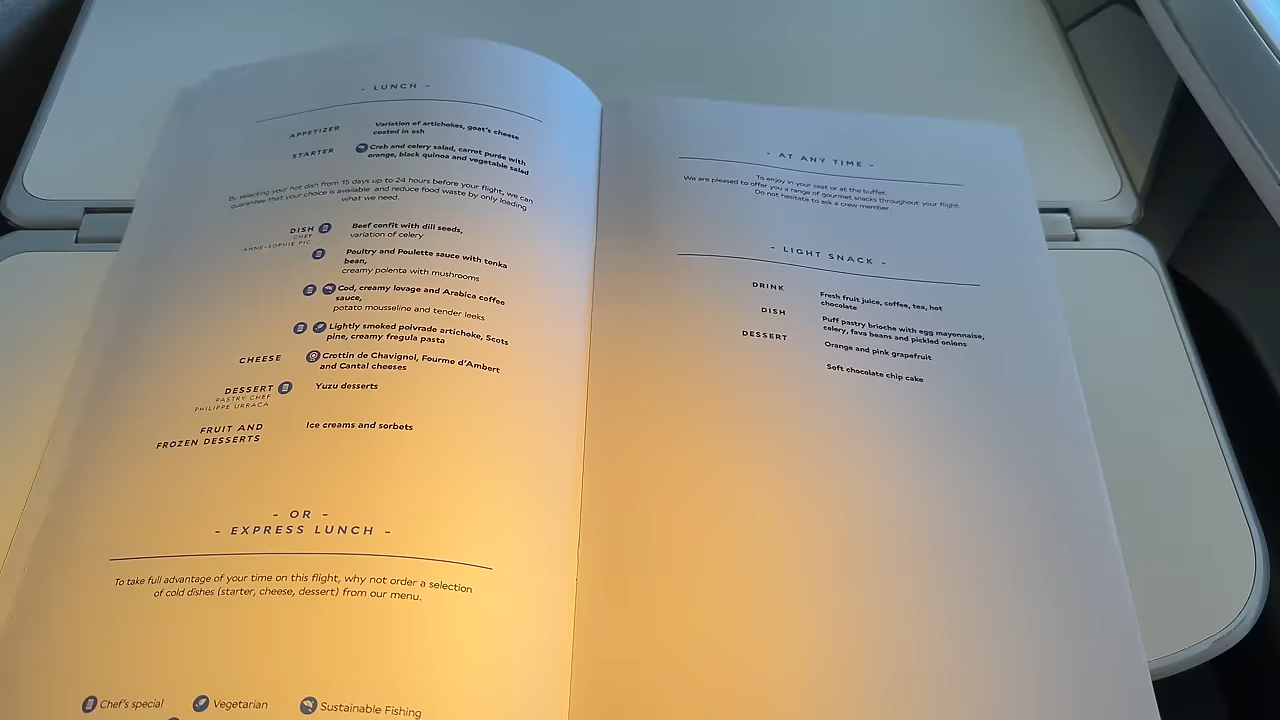 - LUNCH -
APPETIZER
Variation of artichokes, goat's cheese
coated in ash
STARTER
Crab and celery salad, carrot purée with
orange, black quinoa and vegetable salad
By selecting your hot dish from 15 days up to 24 hours before your flight, we can
guarantee that your choice is available and reduce food waste by only loading
what we need.
DISH
CHEF
ANNE-SOPHIE PIC
Beef confit with dill seeds,
variation of celery
Poultry and Poulette sauce with tonka
bean,
creamy polenta with mushrooms
Cod, creamy lovage and Arabica coffee
sauce,
potato mousseline and tender leeks
Lightly smoked poivrade artichoke, Scots
pine, creamy fregula pasta
CHEESE
Crottin de Chavignol, Fourme d'Ambert
and Cantal cheeses
DESSERT
PASTRY CHEF
PHILIPPE URRACA
Yuzu desserts
FRUIT AND
FROZEN DESSERTS
Ice creams and sorbets
- OR -
- EXPRESS LUNCH -
To take full advantage of your time on this flight, why not order a selection
of cold dishes (starter, cheese, dessert) from our menu.
Chef's special
Vegetarian
Sustainable Fishing
- AT ANY TIME -
To enjoy in your seat or at the buffet.
We are pleased to offer you a range of gourmet snacks throughout your flight.
Do not hesitate to ask a crew member.
- LIGHT SNACK -
DRINK
Fresh fruit juice, coffee, tea, hot
chocolate
DISH
Puff pastry brioche with egg mayonnaise,
celery, fava beans and pickled onions
DESSERT
Orange and pink grapefruit
Soft chocolate chip cake